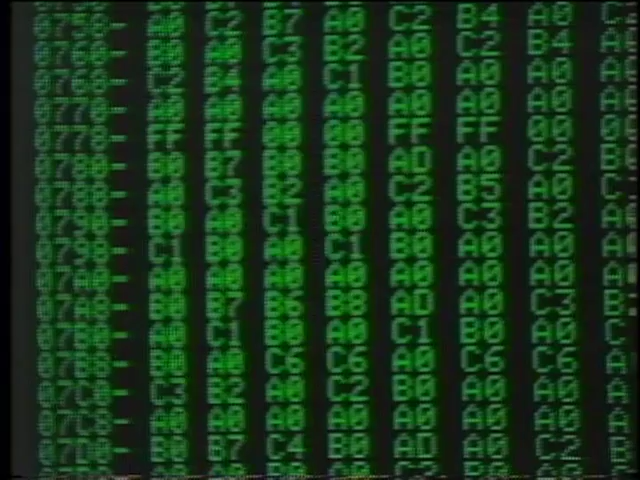 0758- A0 C2 B7 A0 C2 B4 A0
0760- B0 A0 C3 B2 A0 C2 B4
0768- C2 B4 A0 C1 B0 A0 A0
0770- A0 A0 A0 A0 A0 A0 A0
0778- FF FF 00 00 FF FF 00
0780- B0 B7 B0 B0 AD A0 C2
0788- A0 C3 B2 A0 C2 B5 A0
0790- B0 A0 C1 B0 A0 C3 B2
0798- C1 B0 A0 C1 B0 A0 A0
07A0- A0 A0 A0 A0 A0 A0 A0
07A8- B0 B7 B6 B8 AD A0 C3
07B0- A0 C1 B0 A0 C1 B0 A0
07B8- B0 A0 C6 C6 A0 C6 C6
07C0- C3 B2 A0 C2 B0 A0 A0
07C8- A0 A0 A0 A0 A0 A0 A0
07D0- B0 B7 C4 B0 AD A0 C2